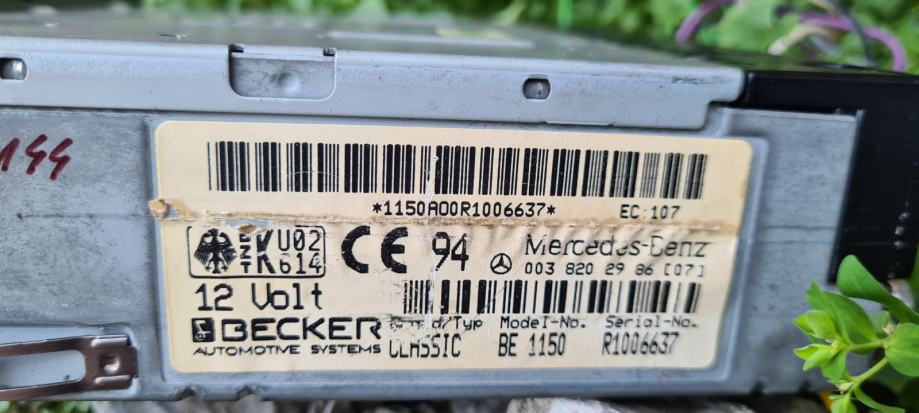 144
*1150A00R1006637* EC:107
KU02
K614
CE 94 Mercedes-Benz
003 820 29 86 [07]
12 Volt
BECKER
AUTOMOTIVE SYSTEMS
/Typ Model-No. Serial-No.
CLASSIC BE 1150 R1006637